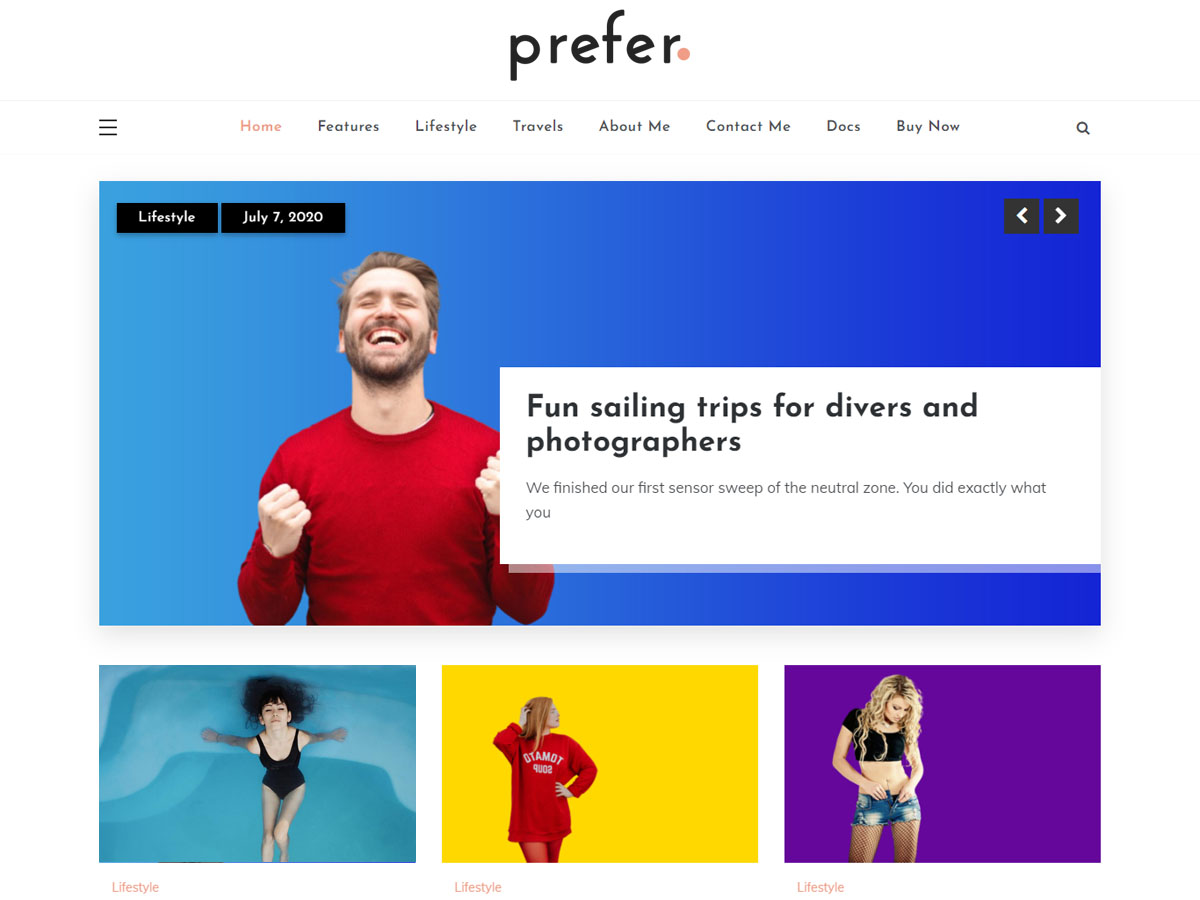 prefer.
Home Features Lifestyle Travels About Me Contact Me Docs Buy Now
Lifestyle July 7, 2020
Fun sailing trips for divers and
photographers
We finished our first sensor sweep of the neutral zone. You did exactly what
you
TOMATO
SOUP
Lifestyle Lifestyle Lifestyle